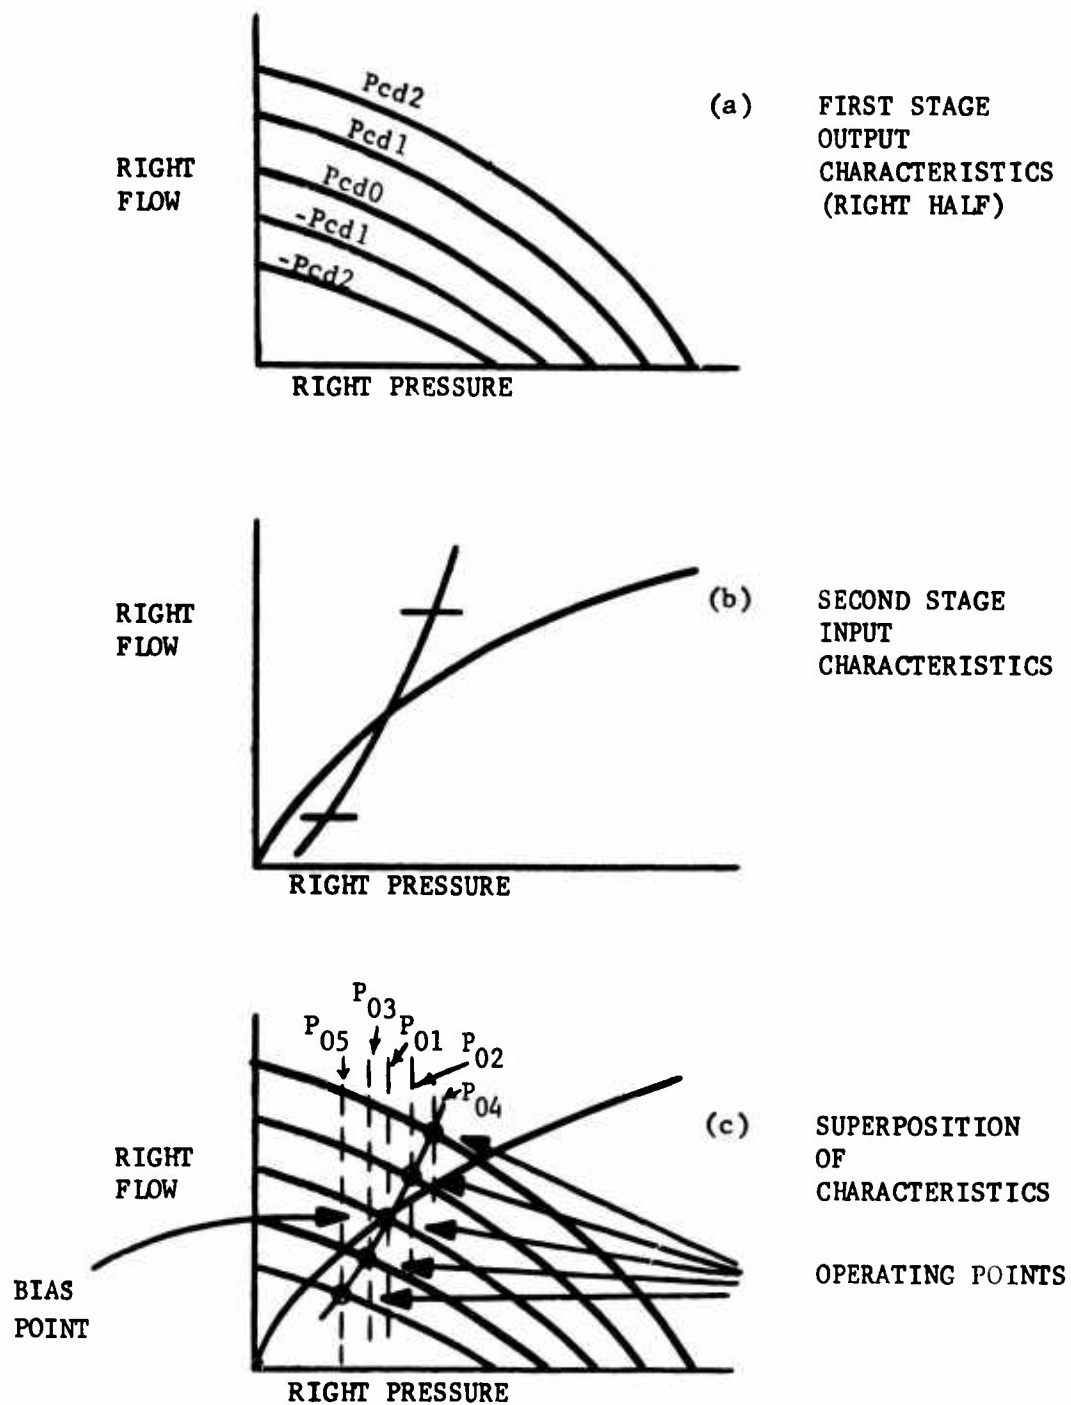 Pcd2
Pcd1
Pcd0
-Pcd1
-Pcd2
RIGHT
FLOW
RIGHT PRESSURE
(a)
FIRST STAGE
OUTPUT
CHARACTERISTICS
(RIGHT HALF)
RIGHT
FLOW
RIGHT PRESSURE
(b)
SECOND STAGE
INPUT
CHARACTERISTICS
P03
P05
P01
P02
P04
RIGHT
FLOW
BIAS
POINT
RIGHT PRESSURE
(c)
SUPERPOSITION
OF
CHARACTERISTICS
OPERATING POINTS